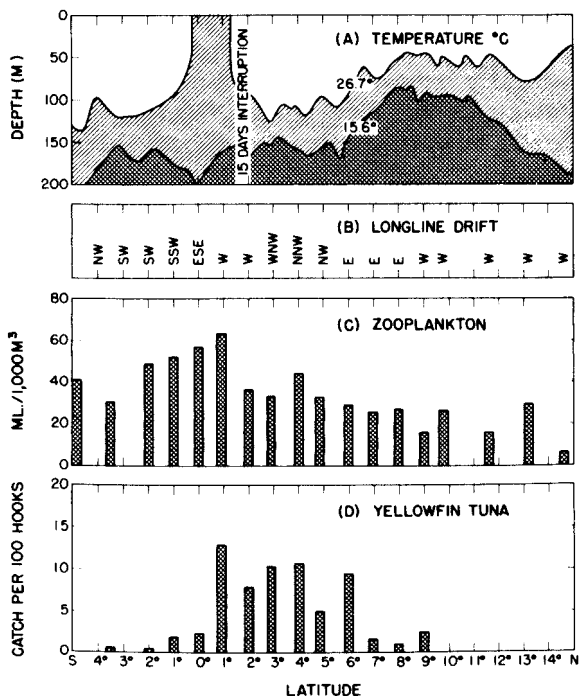 0
50
100
150
200
DEPTH (M)
(A) TEMPERATURE °C
26.7°
15.6°
15 DAYS INTERRUPTION
(B) LONGLINE DRIFT
NW SW SW SSW ESE W W WNW NNW NW E E E W W W W W
80
60
40
20
0
ML./1,000M³
(C) ZOOPLANKTON
20
15
10
5
0
CATCH PER 100 HOOKS
(D) YELLOWFIN TUNA
S 4° 3° 2° 1° 0° 1° 2° 3° 4° 5° 6° 7° 8° 9° 10° 11° 12° 13° 14° N
LATITUDE